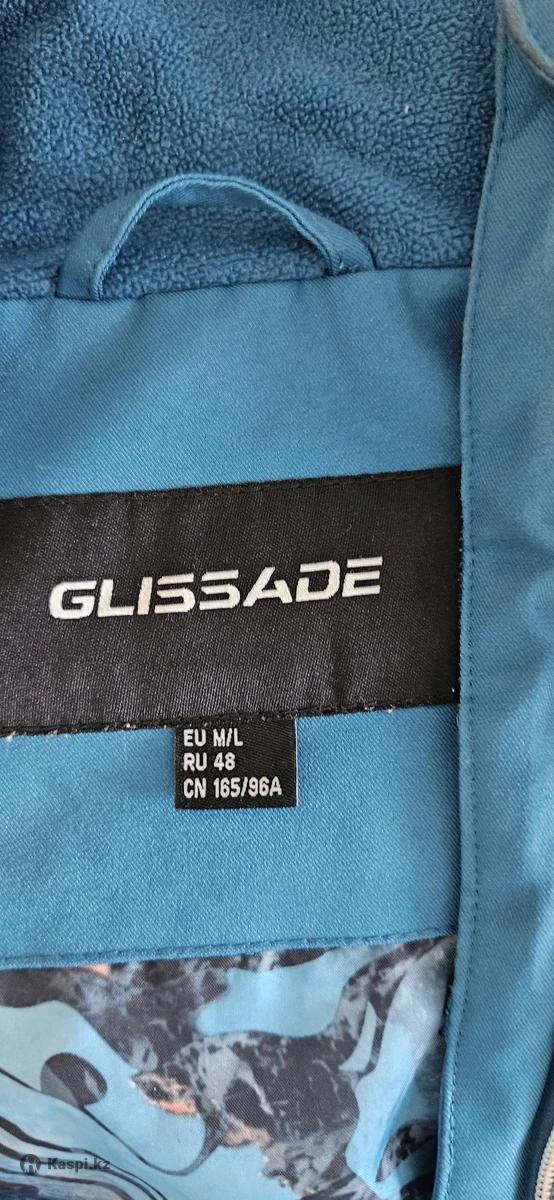 GLISSADE
EU M/L
RU 48
CN 165/96A
Kaspi.kz